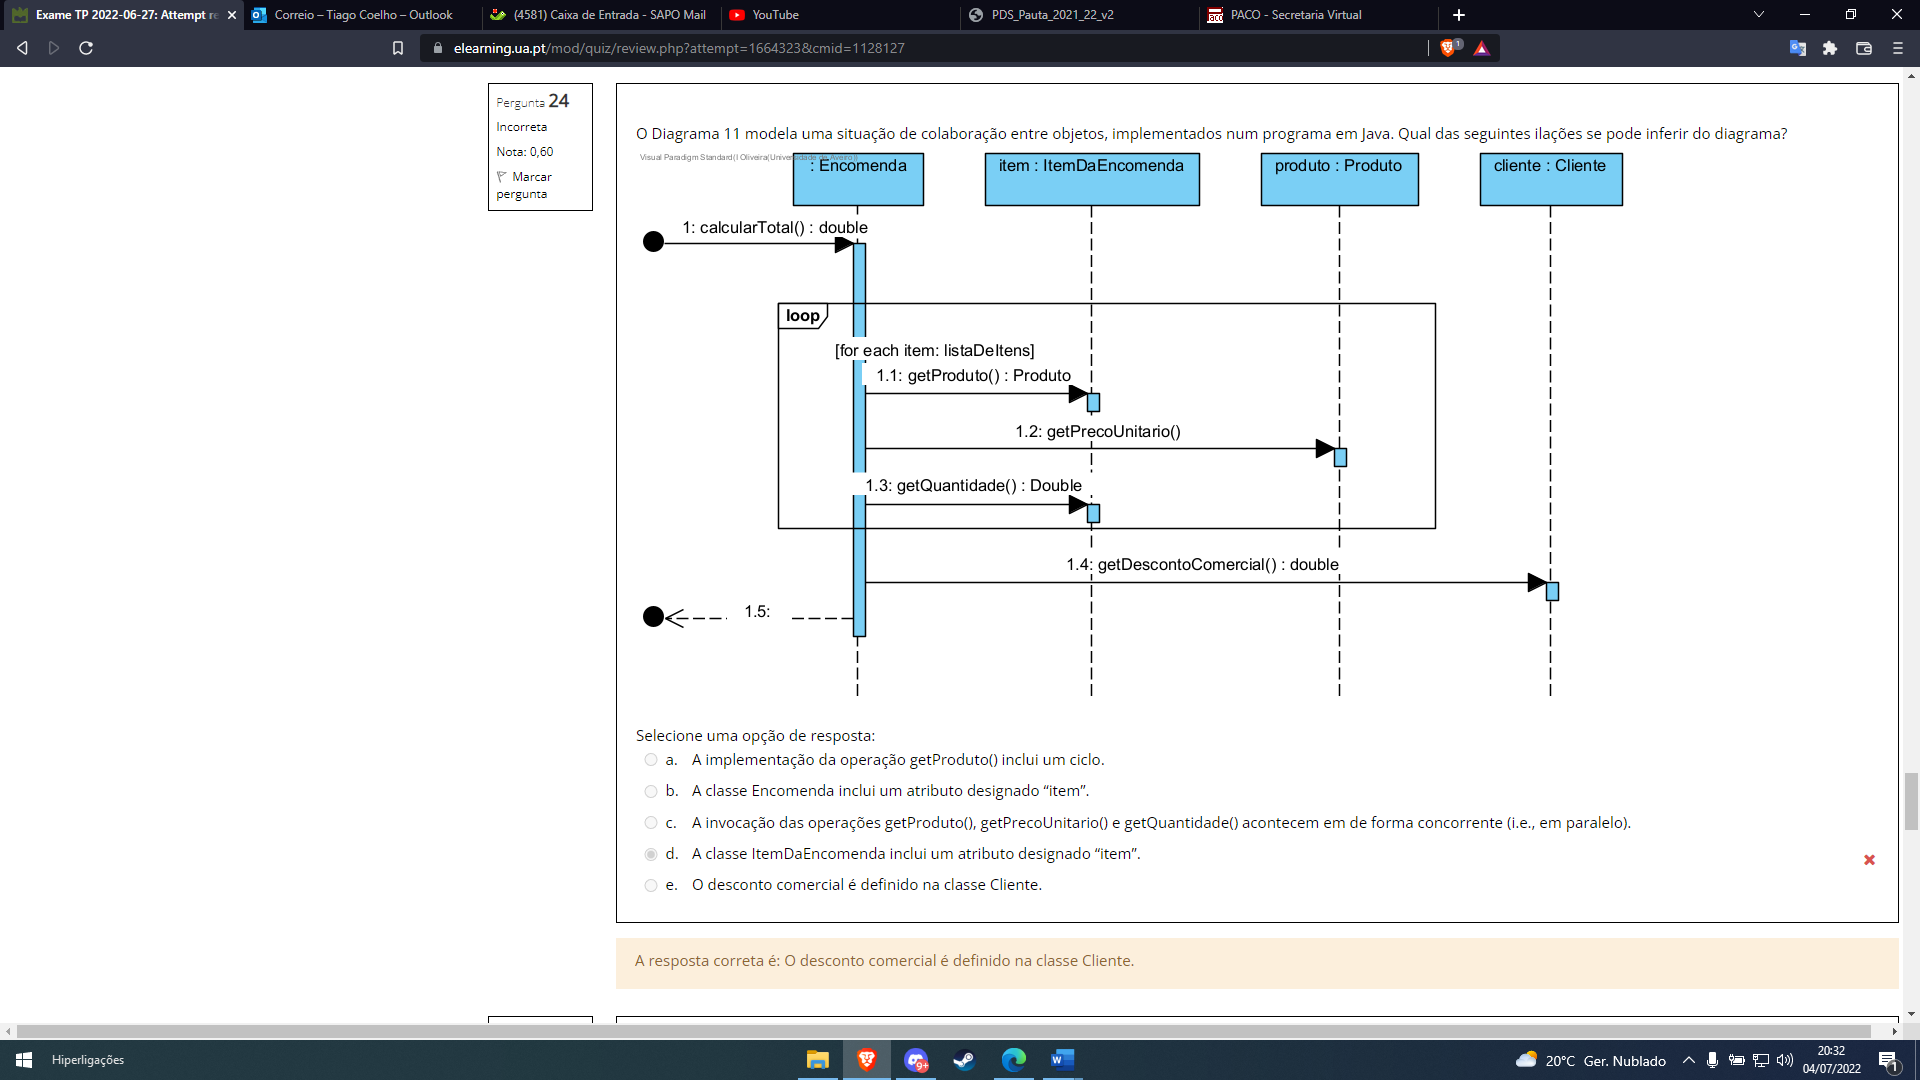 Exame TP 2022-06-27: Attempt re
Correio – Tiago Coelho – Outlook
(4581) Caixa de Entrada - SAPO Mail
YouTube
PDS_Pauta_2021_22_v2
PACO - Secretaria Virtual
elearning.ua.pt/mod/quiz/review.php?attempt=1664323&cmid=1128127
1
Pergunta 24
Incorreta
Nota: 0,60
Marcar
pergunta
O Diagrama 11 modela uma situação de colaboração entre objetos, implementados num programa em Java. Qual das seguintes ilações se pode inferir do diagrama?
Visual Paradigm Standard(I Oliveira(Universidade de Aveiro))
: Encomenda
item : ItemDaEncomenda
produto : Produto
cliente : Cliente
1: calcularTotal() : double
loop
[for each item: listaDeItens]
1.1: getProduto() : Produto
1.2: getPrecoUnitario()
1.3: getQuantidade() : Double
1.4: getDescontoComercial() : double
1.5:
Selecione uma opção de resposta:
a. A implementação da operação getProduto() inclui um ciclo.
b. A classe Encomenda inclui um atributo designado “item”.
c. A invocação das operações getProduto(), getPrecoUnitario() e getQuantidade() acontecem em de forma concorrente (i.e., em paralelo).
d. A classe ItemDaEncomenda inclui um atributo designado “item”.
e. O desconto comercial é definido na classe Cliente.
A resposta correta é: O desconto comercial é definido na classe Cliente.
Hiperligações
9+
20°C Ger. Nublado
20:32
04/07/2022
1